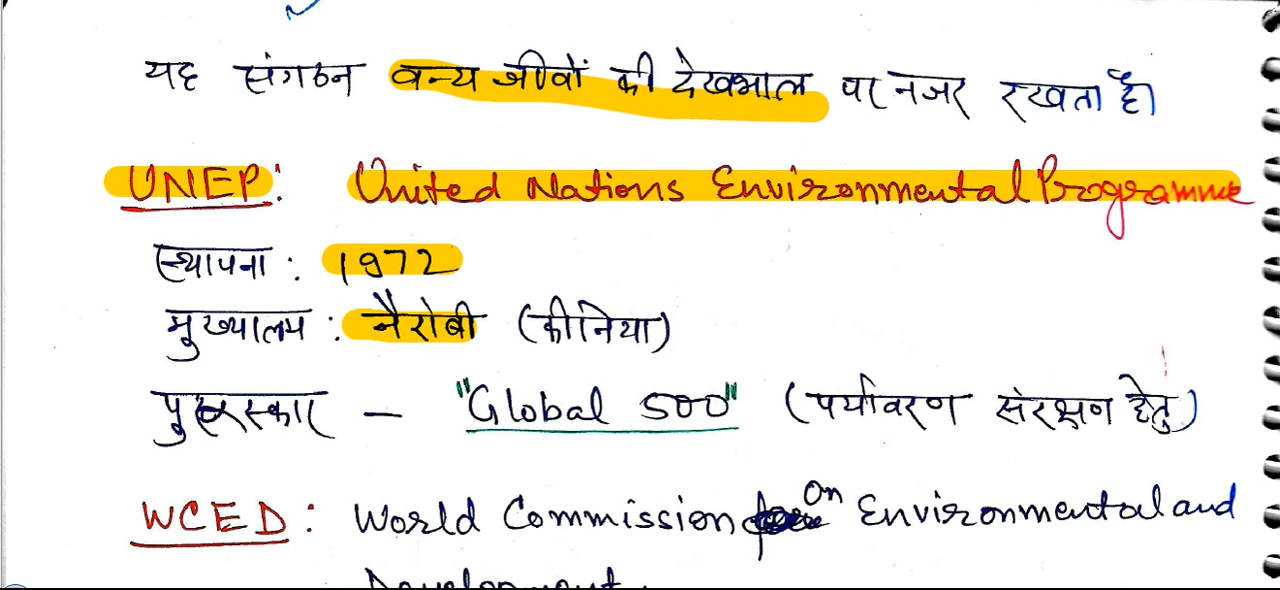 यह संगठन वन्य जीवों की देखभाल पर नजर रखता है।
UNEP: United Nations Environmental Programme
स्थापना : 1972
मुख्यालय : नैरोबी (कीनिया)
पुरस्कार - "Global 500" (पर्यावरण संरक्षण हेतु)
WCED: World Commission On Environmental and
Development.